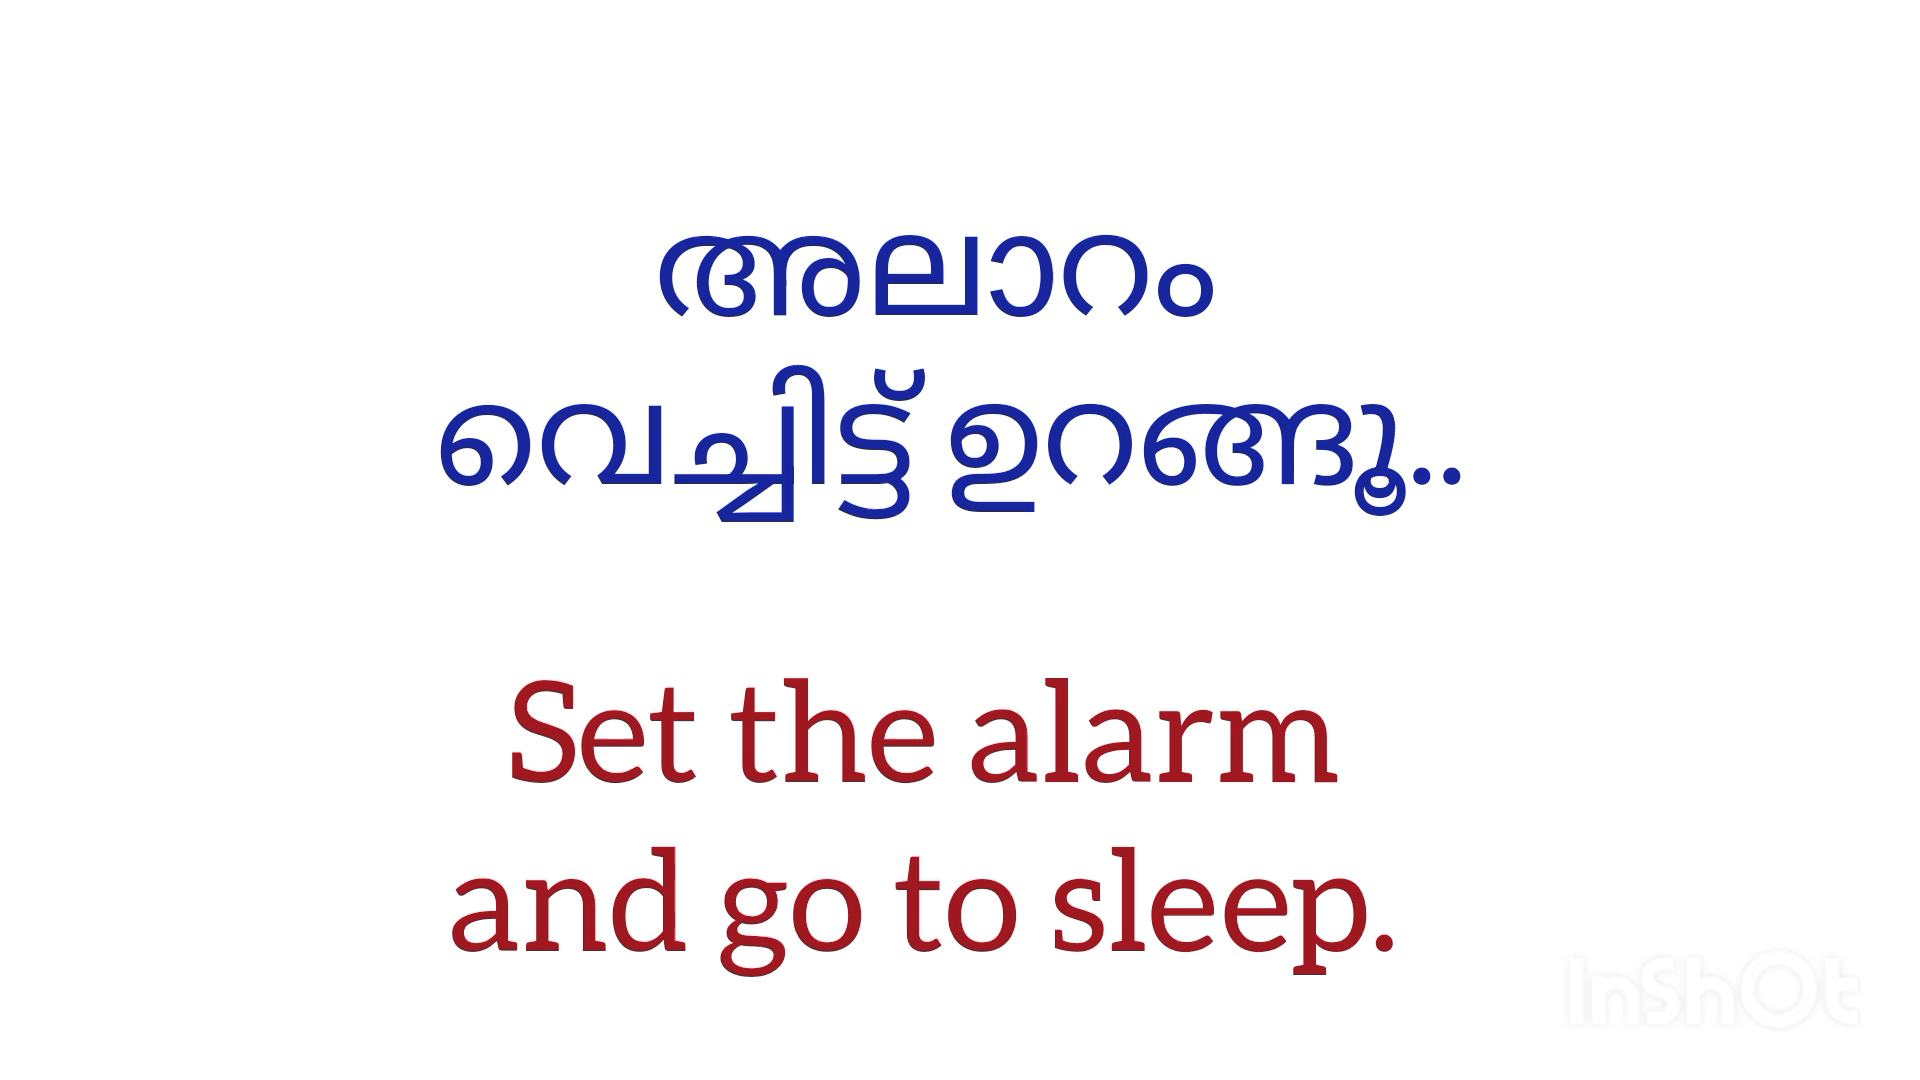 അലാറം
വെച്ചിട്ട് ഉറങ്ങൂ..
Set the alarm
and go to sleep.
InShOt